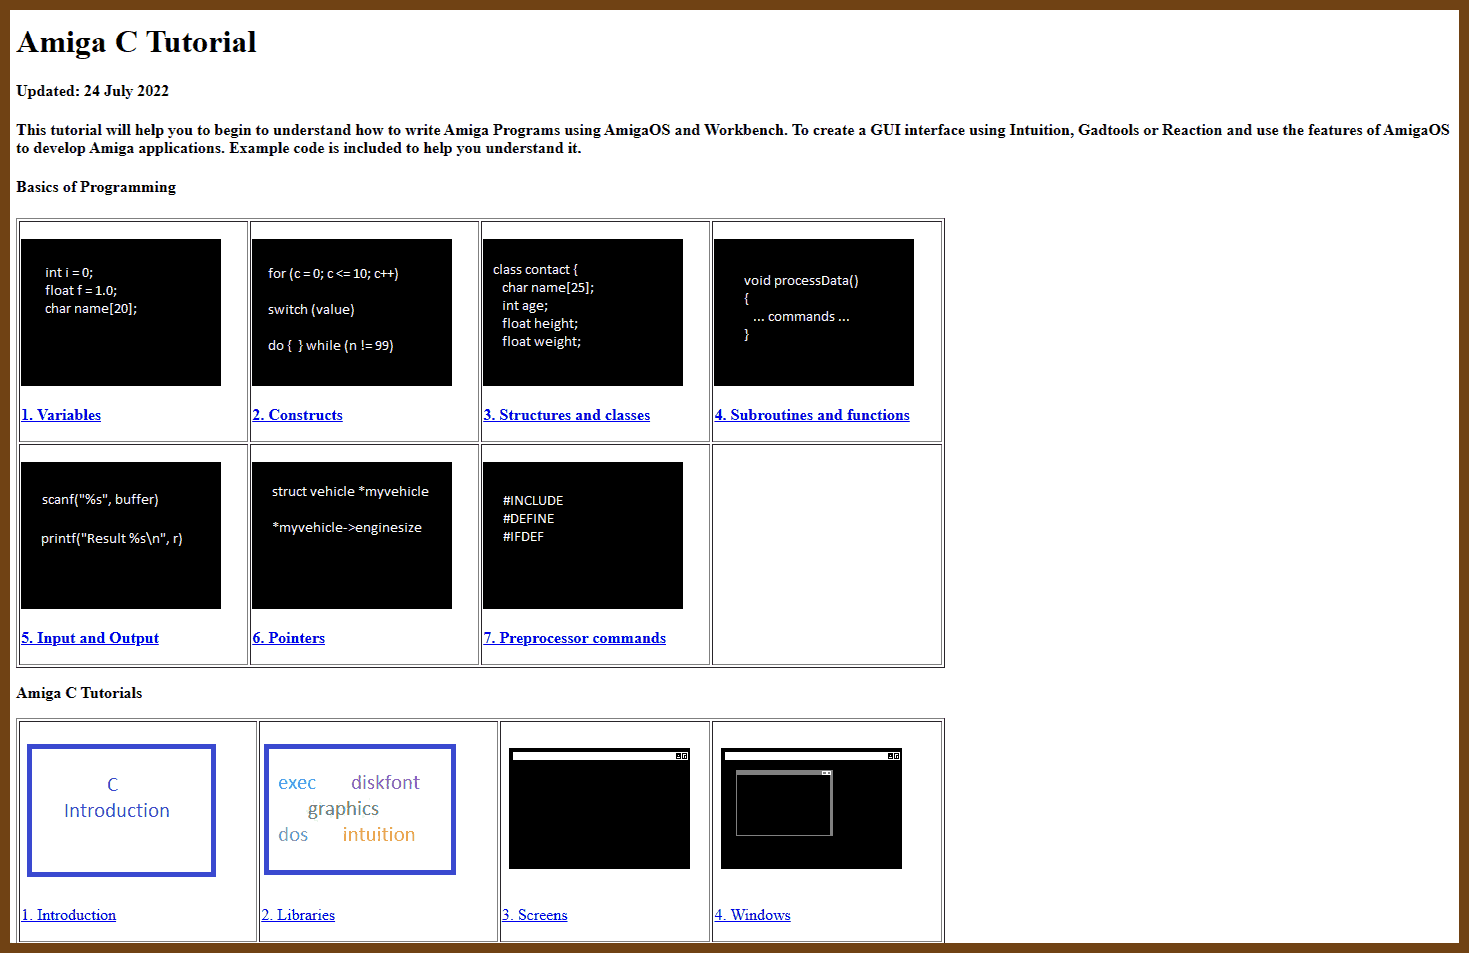 Amiga C Tutorial
Updated: 24 July 2022
This tutorial will help you to begin to understand how to write Amiga Programs using AmigaOS and Workbench. To create a GUI interface using Intuition, Gadtools or Reaction and use the features of AmigaOS
to develop Amiga applications. Example code is included to help you understand it.
Basics of Programming
int i = 0;
float f = 1.0;
char name[20];
1. Variables
for (c = 0; c <= 10; c++)
switch (value)
do { } while (n != 99)
2. Constructs
class contact {
char name[25];
int age;
float height;
float weight;
3. Structures and classes
void processData()
{
... commands ...
}
4. Subroutines and functions
scanf("%s", buffer)
printf("Result %s\n", r)
5. Input and Output
struct vehicle *myvehicle
*myvehicle->enginesize
6. Pointers
#INCLUDE
#DEFINE
#IFDEF
7. Preprocessor commands
Amiga C Tutorials
C
Introduction
1. Introduction
exec diskfont
graphics
dos intuition
2. Libraries
3. Screens
4. Windows